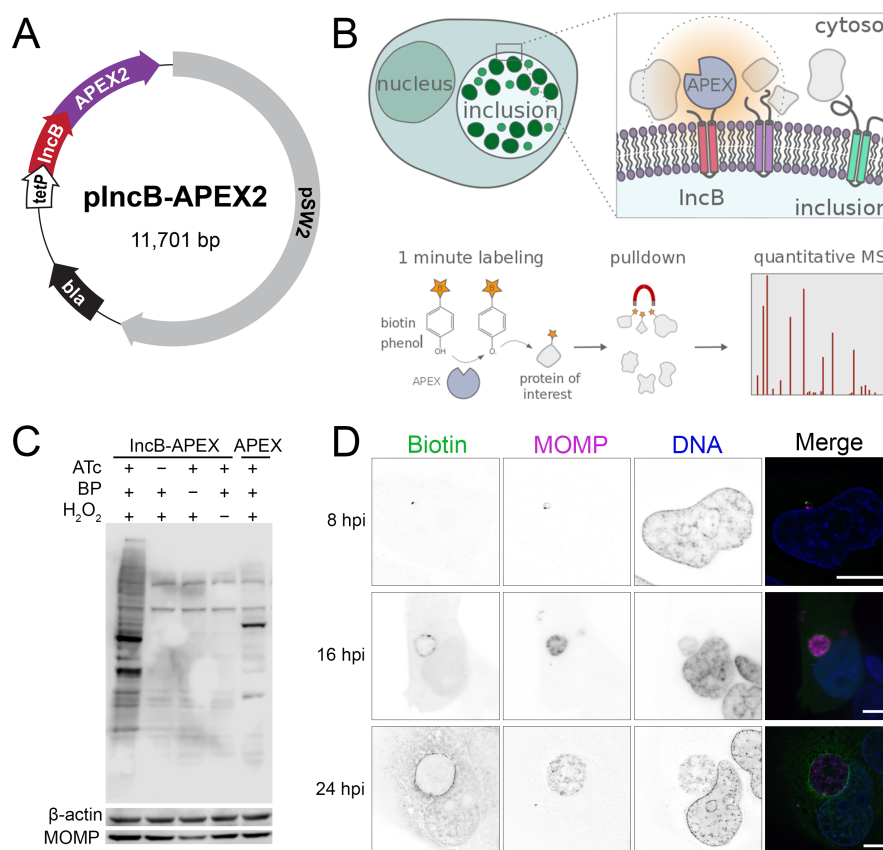 A
IncB
APEX2
tetP
bla
pSW2
pIncB-APEX2
11,701 bp
B
nucleus
inclusion
cytoso
APEX
IncB
inclusion
1 minute labeling
pulldown
quantitative MS
B
B
biotin
phenol
OH
O.
APEX
protein of
interest
C
IncB-APEX APEX
ATc + − + + +
BP + + − + +
H₂O₂ + + + − +
β-actin
MOMP
D
Biotin MOMP DNA Merge
8 hpi
16 hpi
24 hpi